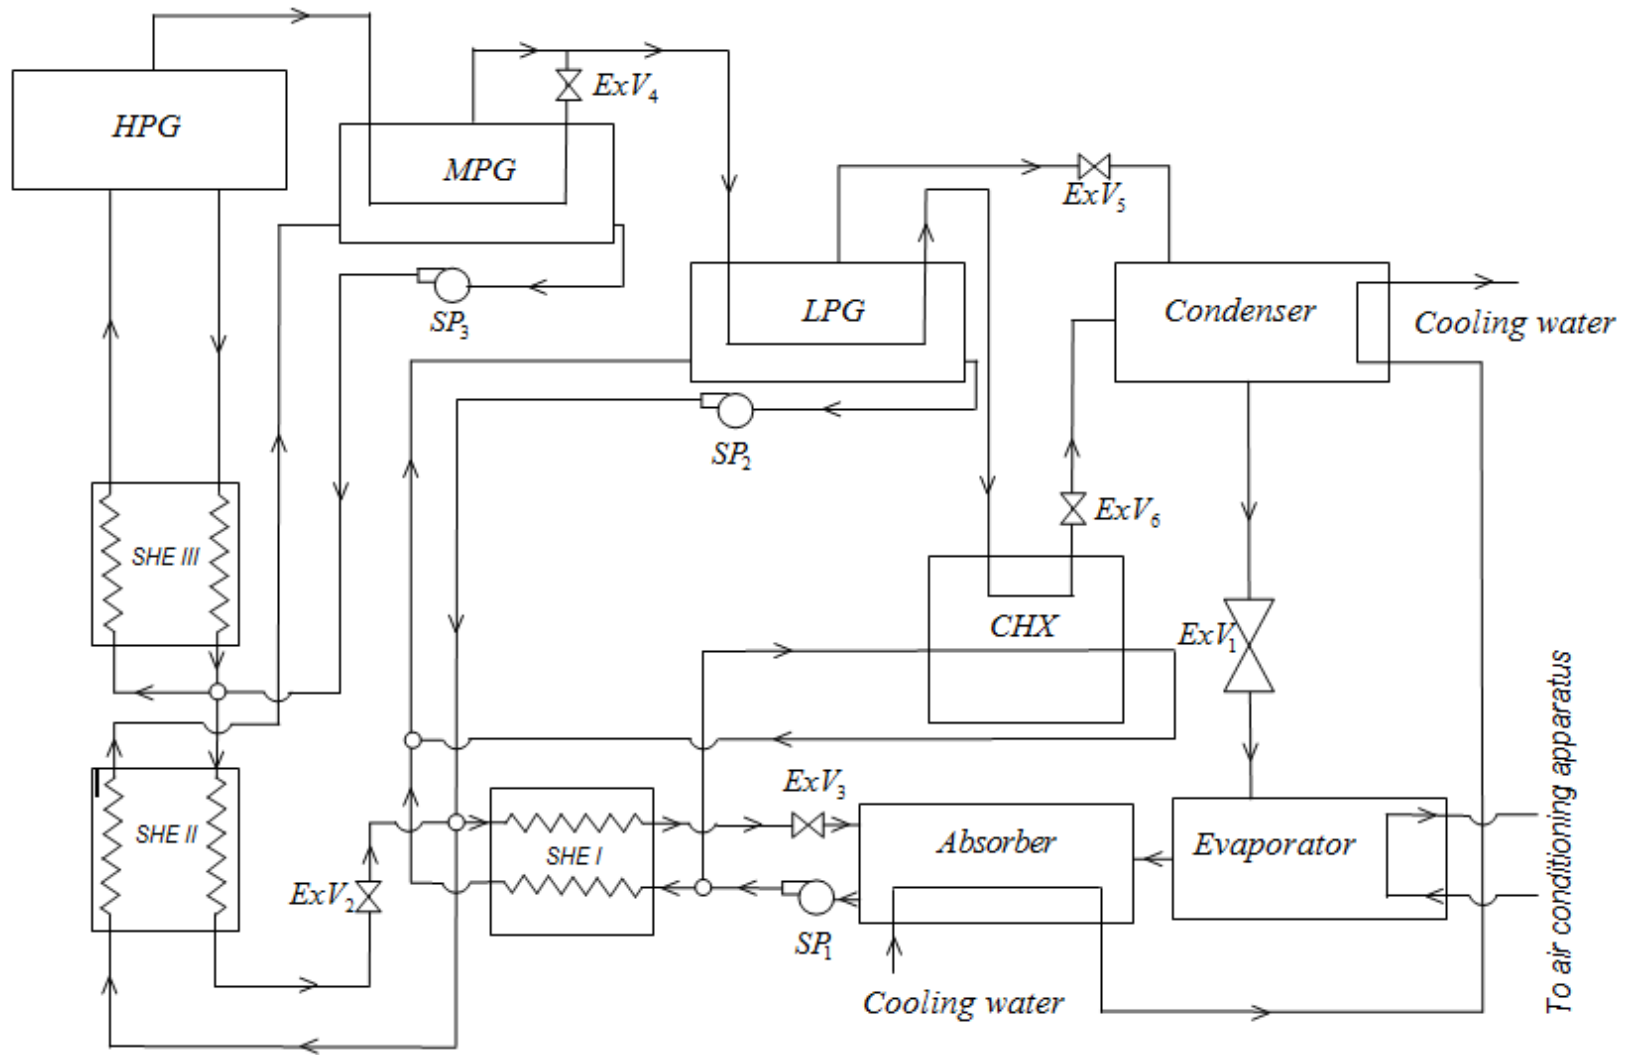 HPG
ExV4
MPG
ExV5
SP3
LPG
Condenser
Cooling water
SP2
ExV6
SHE III
CHX
ExV1
To air conditioning apparatus
ExV3
SHE II
SHE I
Absorber
Evaporator
ExV2
SP1
Cooling water